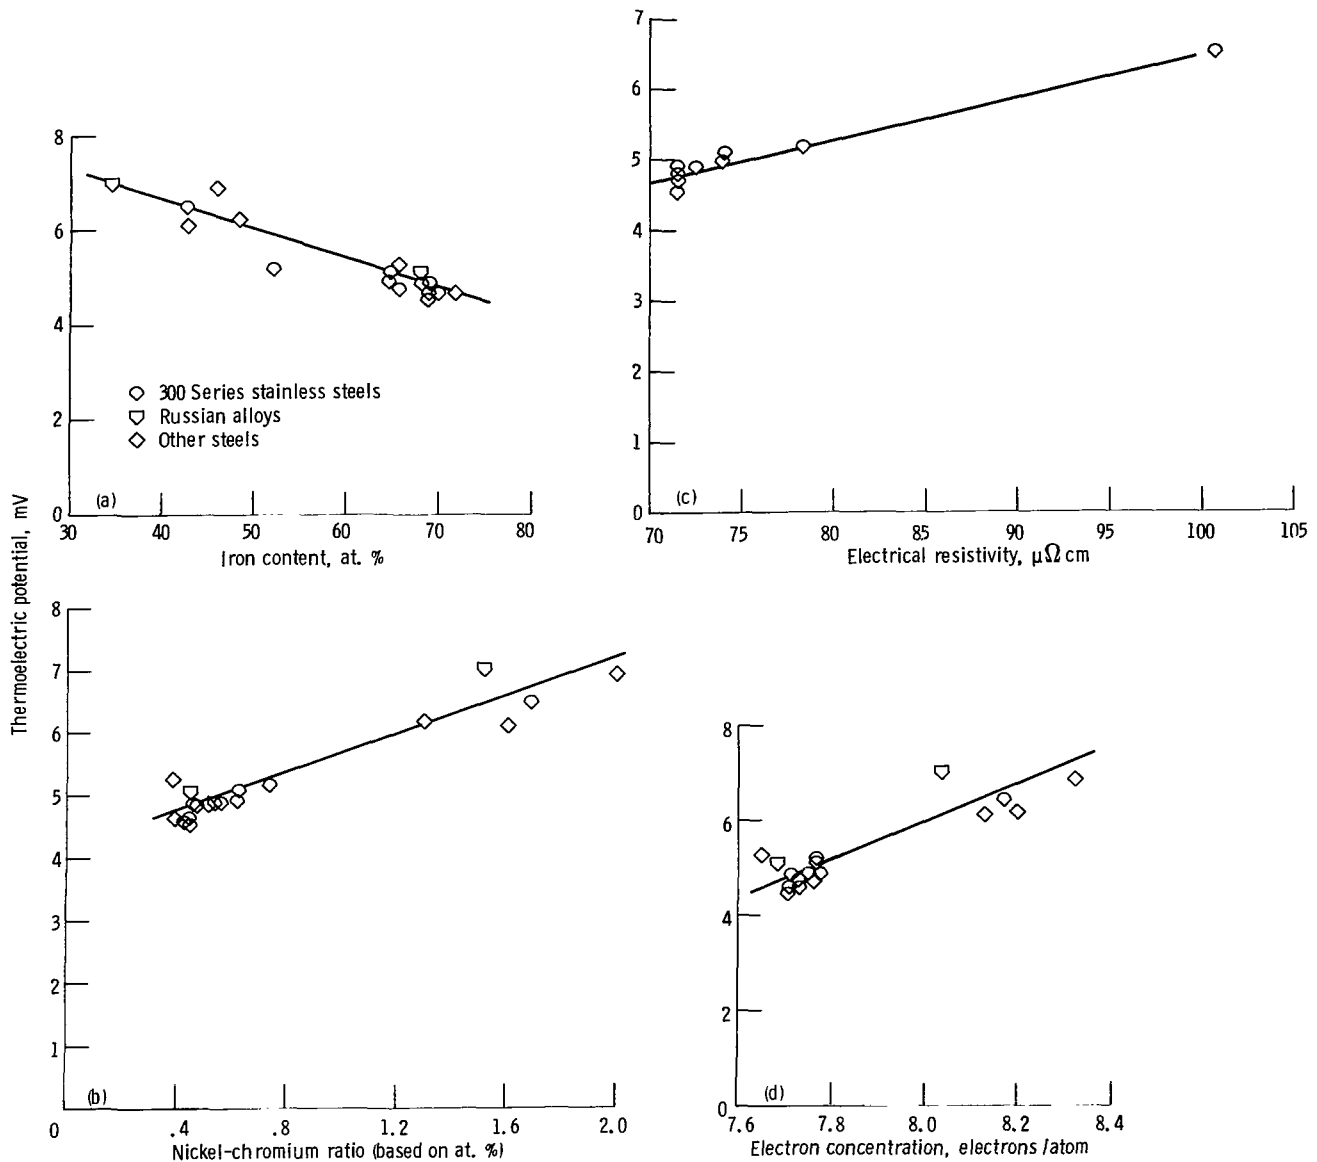 Thermoelectric potential, mV
8
6
4
2
0
300 Series stainless steels
Russian alloys
Other steels
(a)
30 40 50 60 70 80
Iron content, at. %
7
6
5
4
3
2
1
0
(c)
70 75 80 85 90 95 100 105
Electrical resistivity, μΩ cm
8
7
6
5
4
3
2
1
0
(b)
.4 .8 1.2 1.6 2.0
Nickel-chromium ratio (based on at. %)
8
6
4
2
0
(d)
7.6 7.8 8.0 8.2 8.4
Electron concentration, electrons/atom